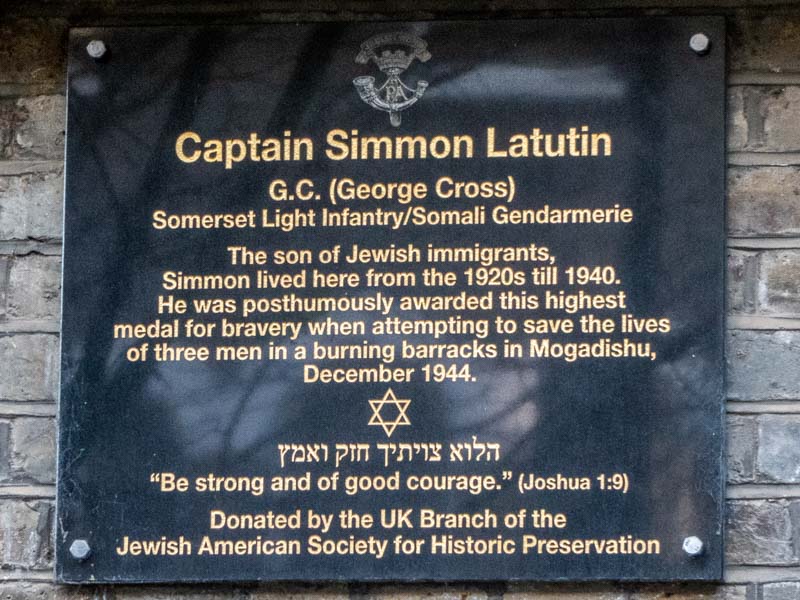 PA
Captain Simmon Latutin
G.C. (George Cross)
Somerset Light Infantry/Somali Gendarmerie
The son of Jewish immigrants,
Simmon lived here from the 1920s till 1940.
He was posthumously awarded this highest
medal for bravery when attempting to save the lives
of three men in a burning barracks in Mogadishu,
December 1944.
הלוא צויתיך חזק ואמץ
“Be strong and of good courage.” (Joshua 1:9)
Donated by the UK Branch of the
Jewish American Society for Historic Preservation